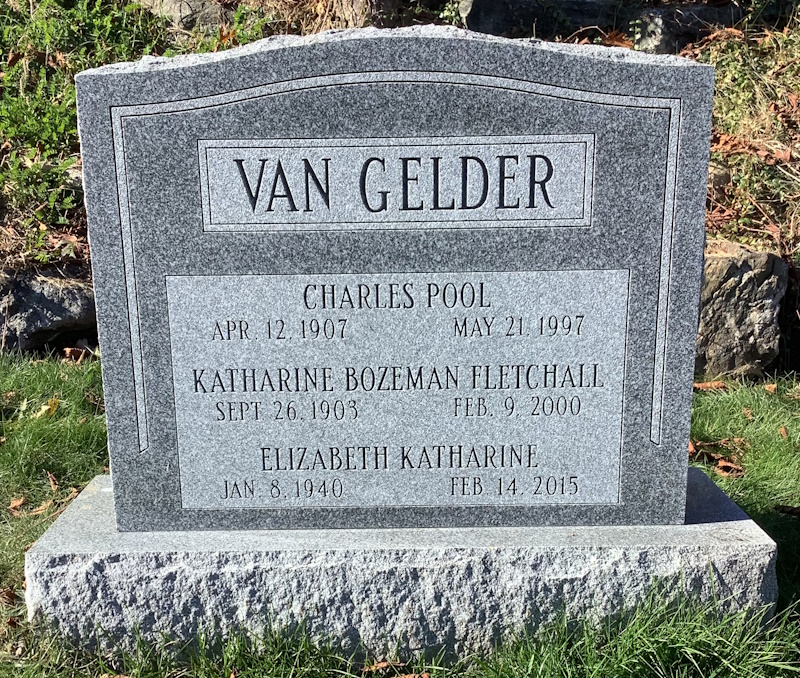 VAN GELDER
CHARLES POOL
APR. 12, 1907 MAY 21, 1997
KATHARINE BOZEMAN FLETCHALL
SEPT 26, 1903 FEB. 9, 2000
ELIZABETH KATHARINE
JAN. 8, 1940 FEB 14, 2015